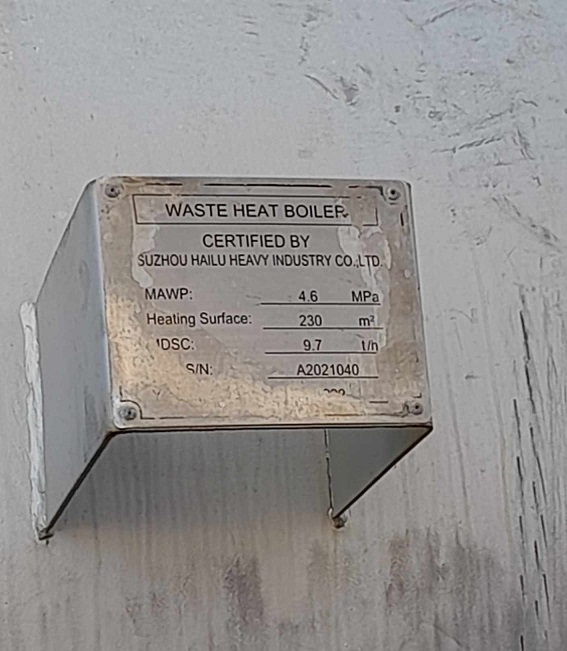 WASTE HEAT BOILER
CERTIFIED BY
SUZHOU HAILU HEAVY INDUSTRY CO.,LTD.
MAWP: 4.6 MPa
Heating Surface: 230 m²
DSC: 9.7 t/h
S/N: A2021040